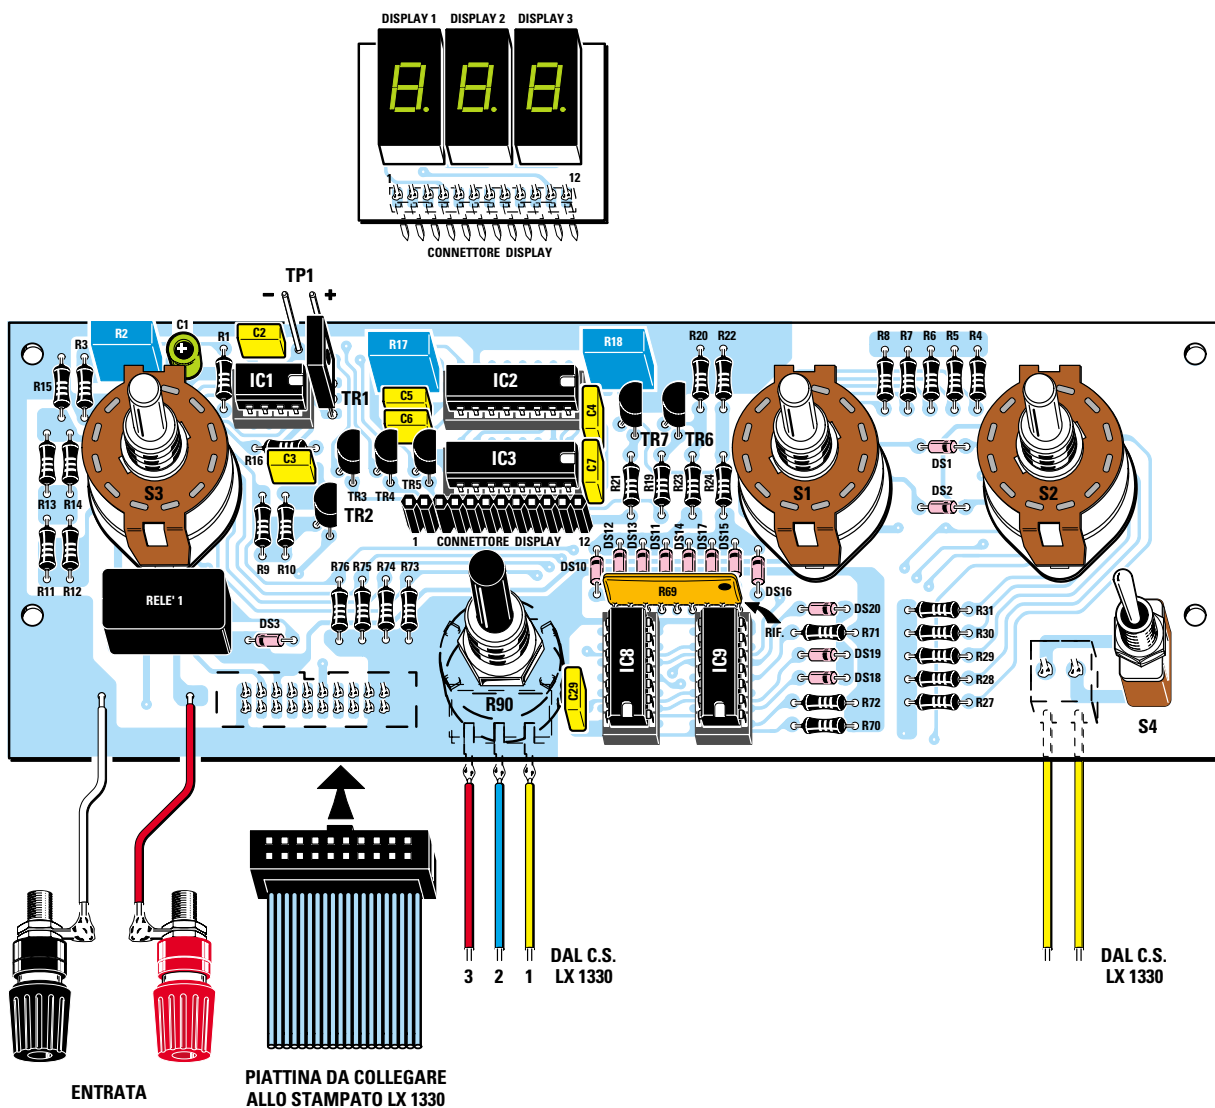 DISPLAY 1 DISPLAY 2 DISPLAY 3
8. 8. 8.
1 12
CONNETTORE DISPLAY
TP1
- +
R2
C1
R1
C2
R3
R15
IC1
TR1
R17
C5
C6
IC2
IC3
C4
C7
R18
R20 R22
TR7 TR6
R8 R7 R6 R5 R4
R16
C3
TR3 TR4 TR5
TR2
R13 R14
S3
R9 R10
R11 R12
R21 R19 R23 R24
S1
DS1
DS2
S2
1 CONNETTORE DISPLAY 12
DS10 DS12 DS13 DS11 DS14 DS17 DS15 DS16
R76 R75 R74 R73
RELE' 1
DS3
R69
RIF.
IC8
IC9
R90
C29
DS20
R71
DS19
DS18
R72
R70
R31
R30
R29
R28
R27
S4
3 2 1
DAL C.S.
LX 1330
DAL C.S.
LX 1330
ENTRATA
PIATTINA DA COLLEGARE
ALLO STAMPATO LX 1330